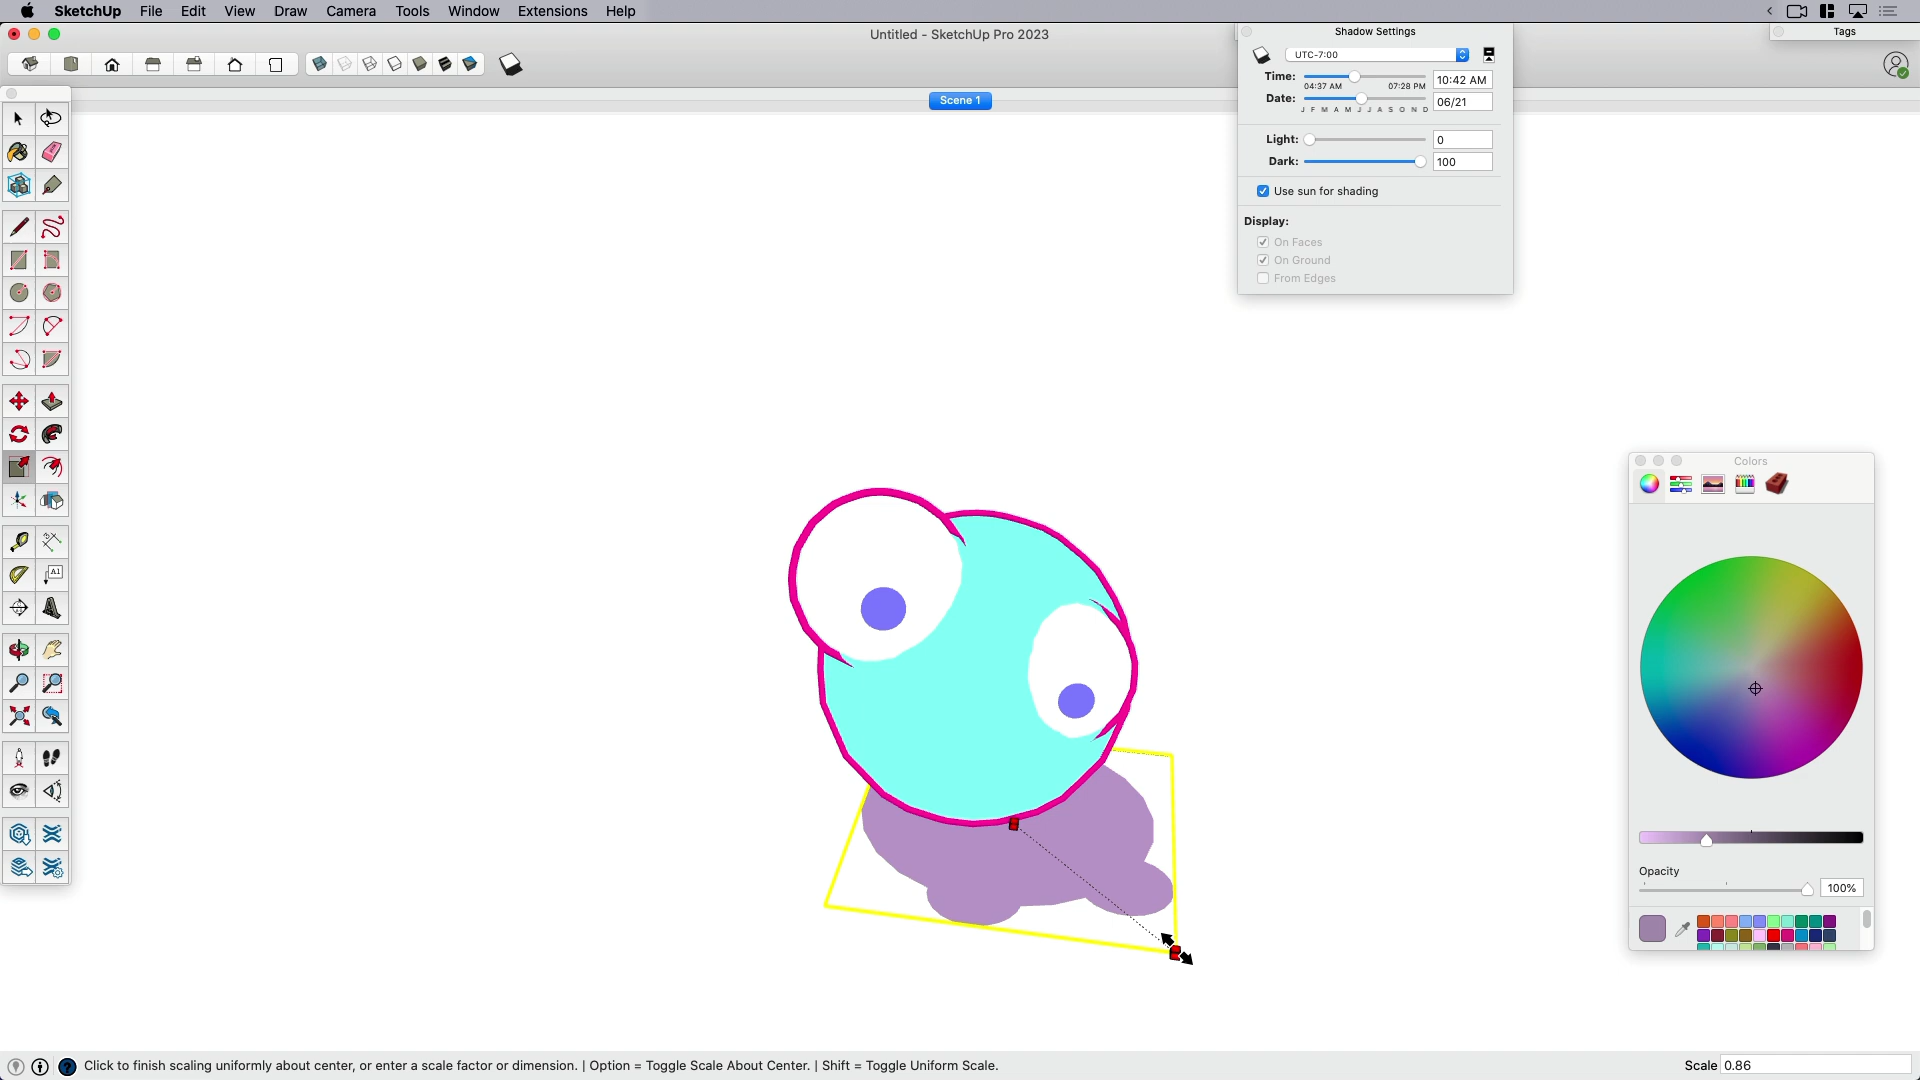 SketchUp File Edit View Draw Camera Tools Window Extensions Help
Untitled - SketchUp Pro 2023
Shadow Settings
Tags
UTC-7:00
Time: 10:42 AM
04:37 AM 07:28 PM
Date: 06/21
J F M A M J J A S O N D
Scene 1
Light: 0
Dark: 100
Use sun for shading
Display:
On Faces
On Ground
From Edges
Colors
A1
Opacity
100%
Click to finish scaling uniformly about center, or enter a scale factor or dimension. | Option = Toggle Scale About Center. | Shift = Toggle Uniform Scale.
Scale 0.86